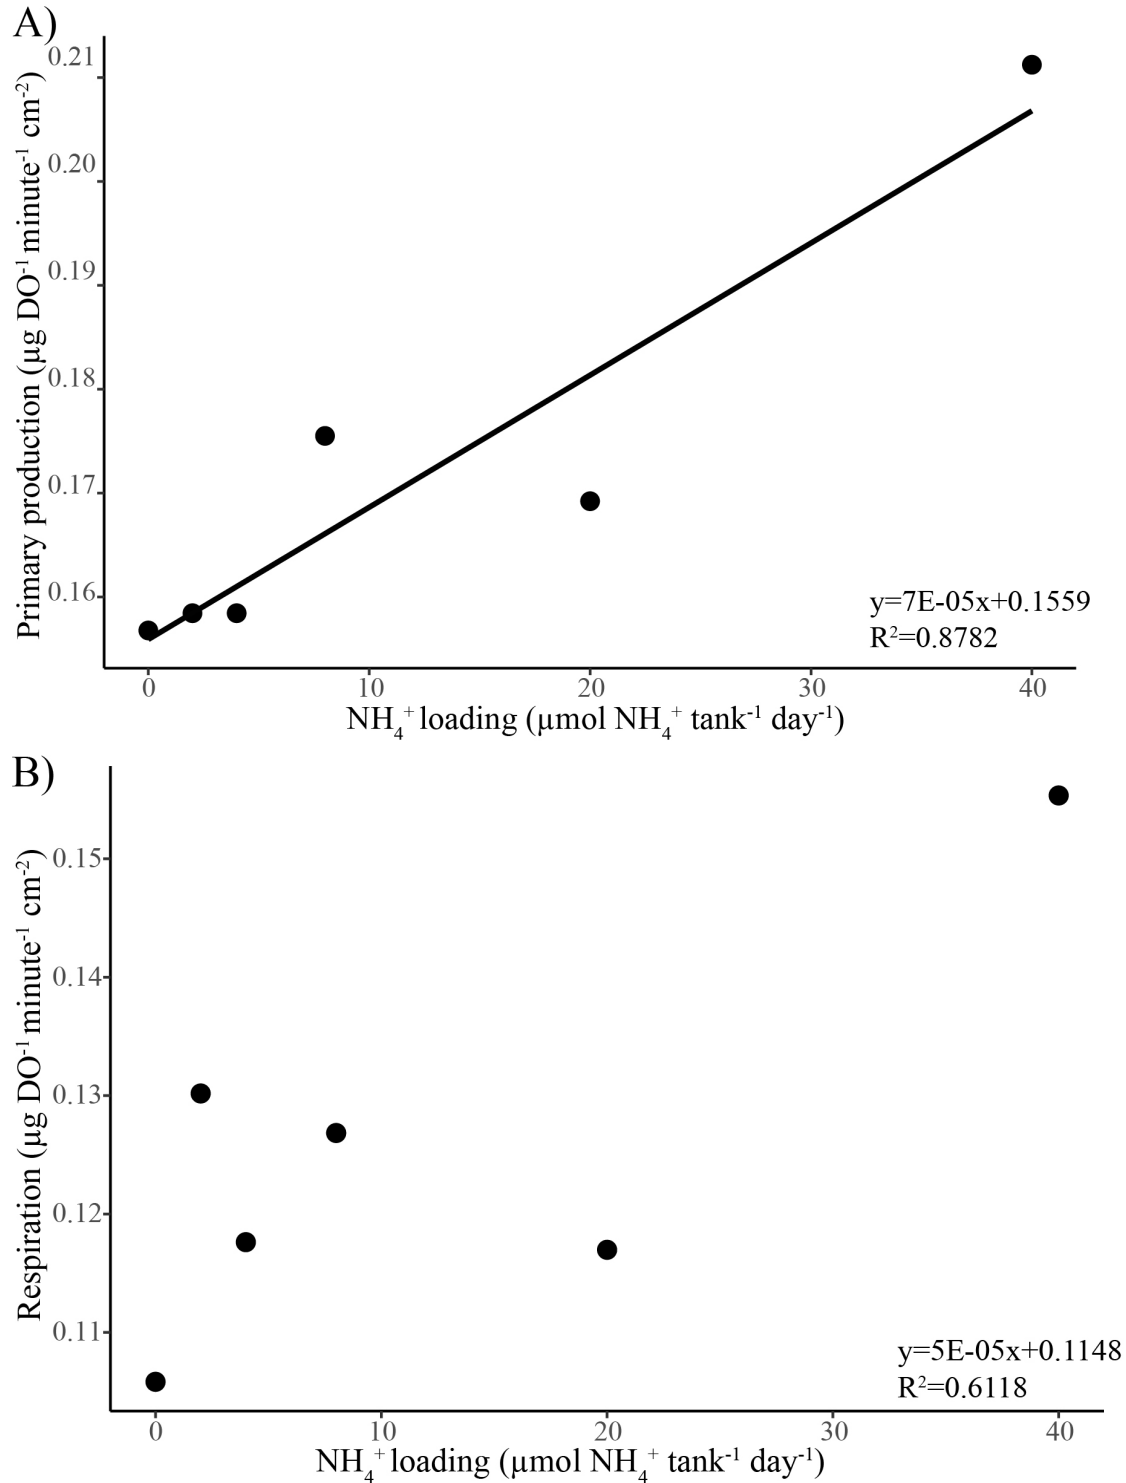 A)
Primary production (µg DO⁻¹ minute⁻¹ cm⁻²)
0.21
0.20
0.19
0.18
0.17
0.16
y=7E-05x+0.1559
R²=0.8782
0 10 20 30 40
NH₄⁺ loading (µmol NH₄⁺ tank⁻¹ day⁻¹)
B)
Respiration (µg DO⁻¹ minute⁻¹ cm⁻²)
0.15
0.14
0.13
0.12
0.11
y=5E-05x+0.1148
R²=0.6118
0 10 20 30 40
NH₄⁺ loading (µmol NH₄⁺ tank⁻¹ day⁻¹)